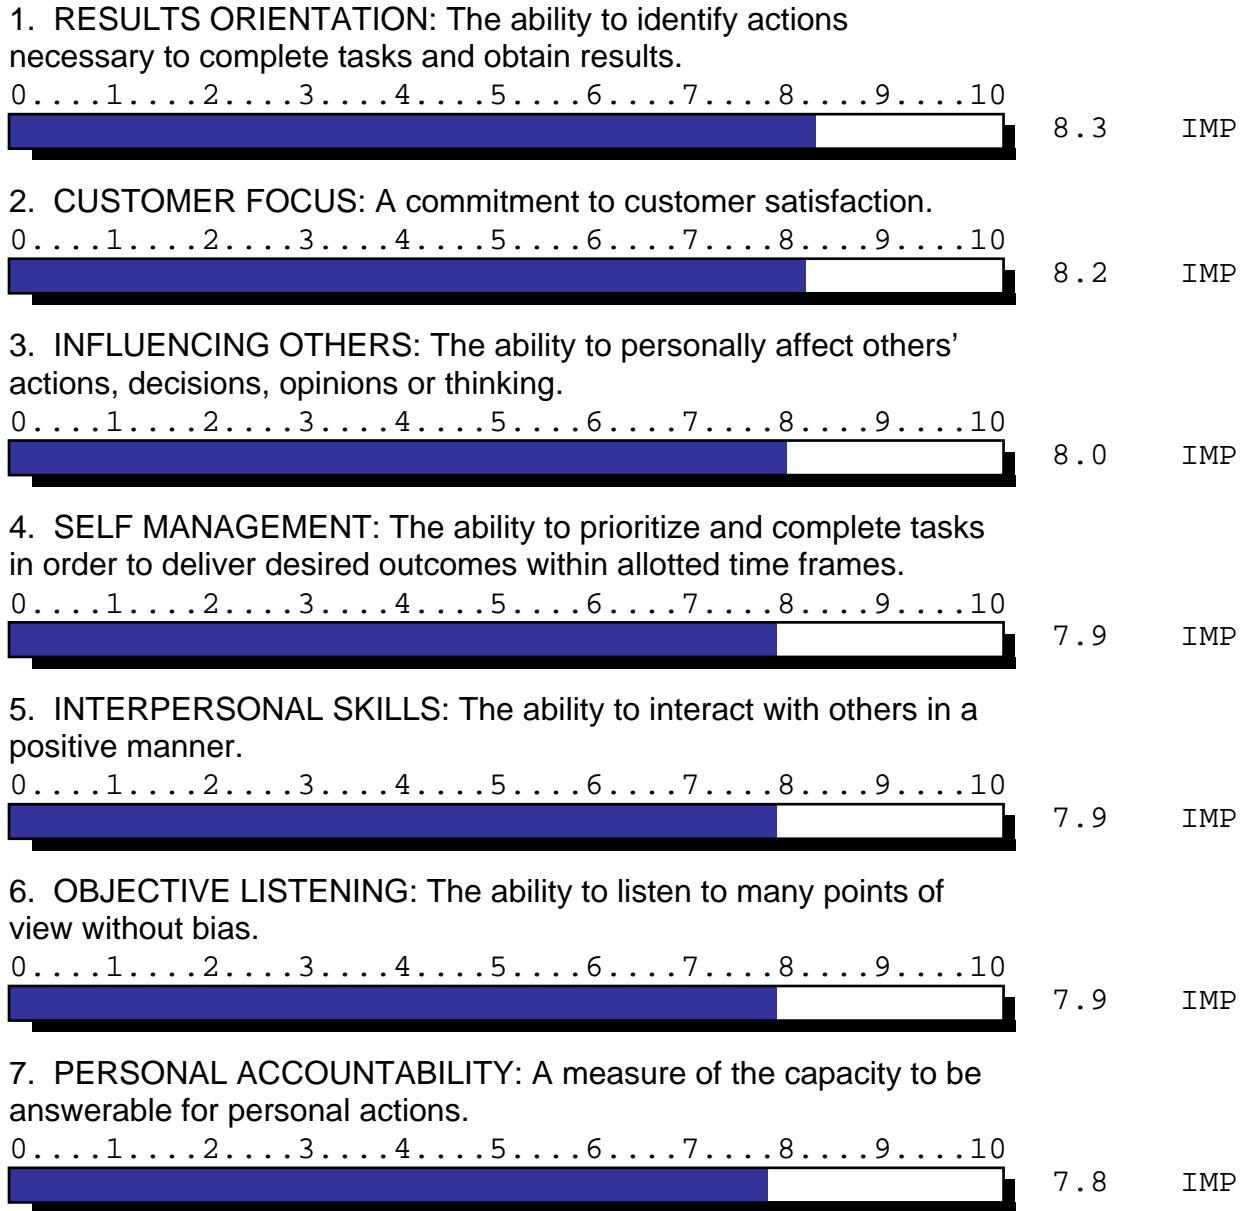 1.  RESULTS ORIENTATION: The ability to identify actions
necessary to complete tasks and obtain results.
0....1....2....3....4....5....6....7....8....9....10
8.3 IMP
2.  CUSTOMER FOCUS: A commitment to customer satisfaction.
0....1....2....3....4....5....6....7....8....9....10
8.2 IMP
3.  INFLUENCING OTHERS: The ability to personally affect others’
actions, decisions, opinions or thinking.
0....1....2....3....4....5....6....7....8....9....10
8.0 IMP
4.  SELF MANAGEMENT: The ability to prioritize and complete tasks
in order to deliver desired outcomes within allotted time frames.
0....1....2....3....4....5....6....7....8....9....10
7.9 IMP
5.  INTERPERSONAL SKILLS: The ability to interact with others in a
positive manner.
0....1....2....3....4....5....6....7....8....9....10
7.9 IMP
6.  OBJECTIVE LISTENING: The ability to listen to many points of
view without bias.
0....1....2....3....4....5....6....7....8....9....10
7.9 IMP
7.  PERSONAL ACCOUNTABILITY: A measure of the capacity to be
answerable for personal actions.
0....1....2....3....4....5....6....7....8....9....10
7.8 IMP